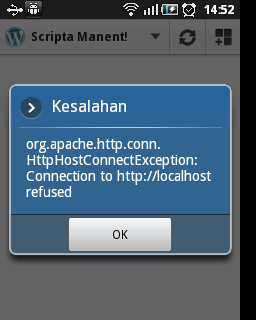 14:52
Scripta Manent!
Kesalahan
org.apache.http.conn.
HttpHostConnectException:
Connection to http://localhost
refused
OK